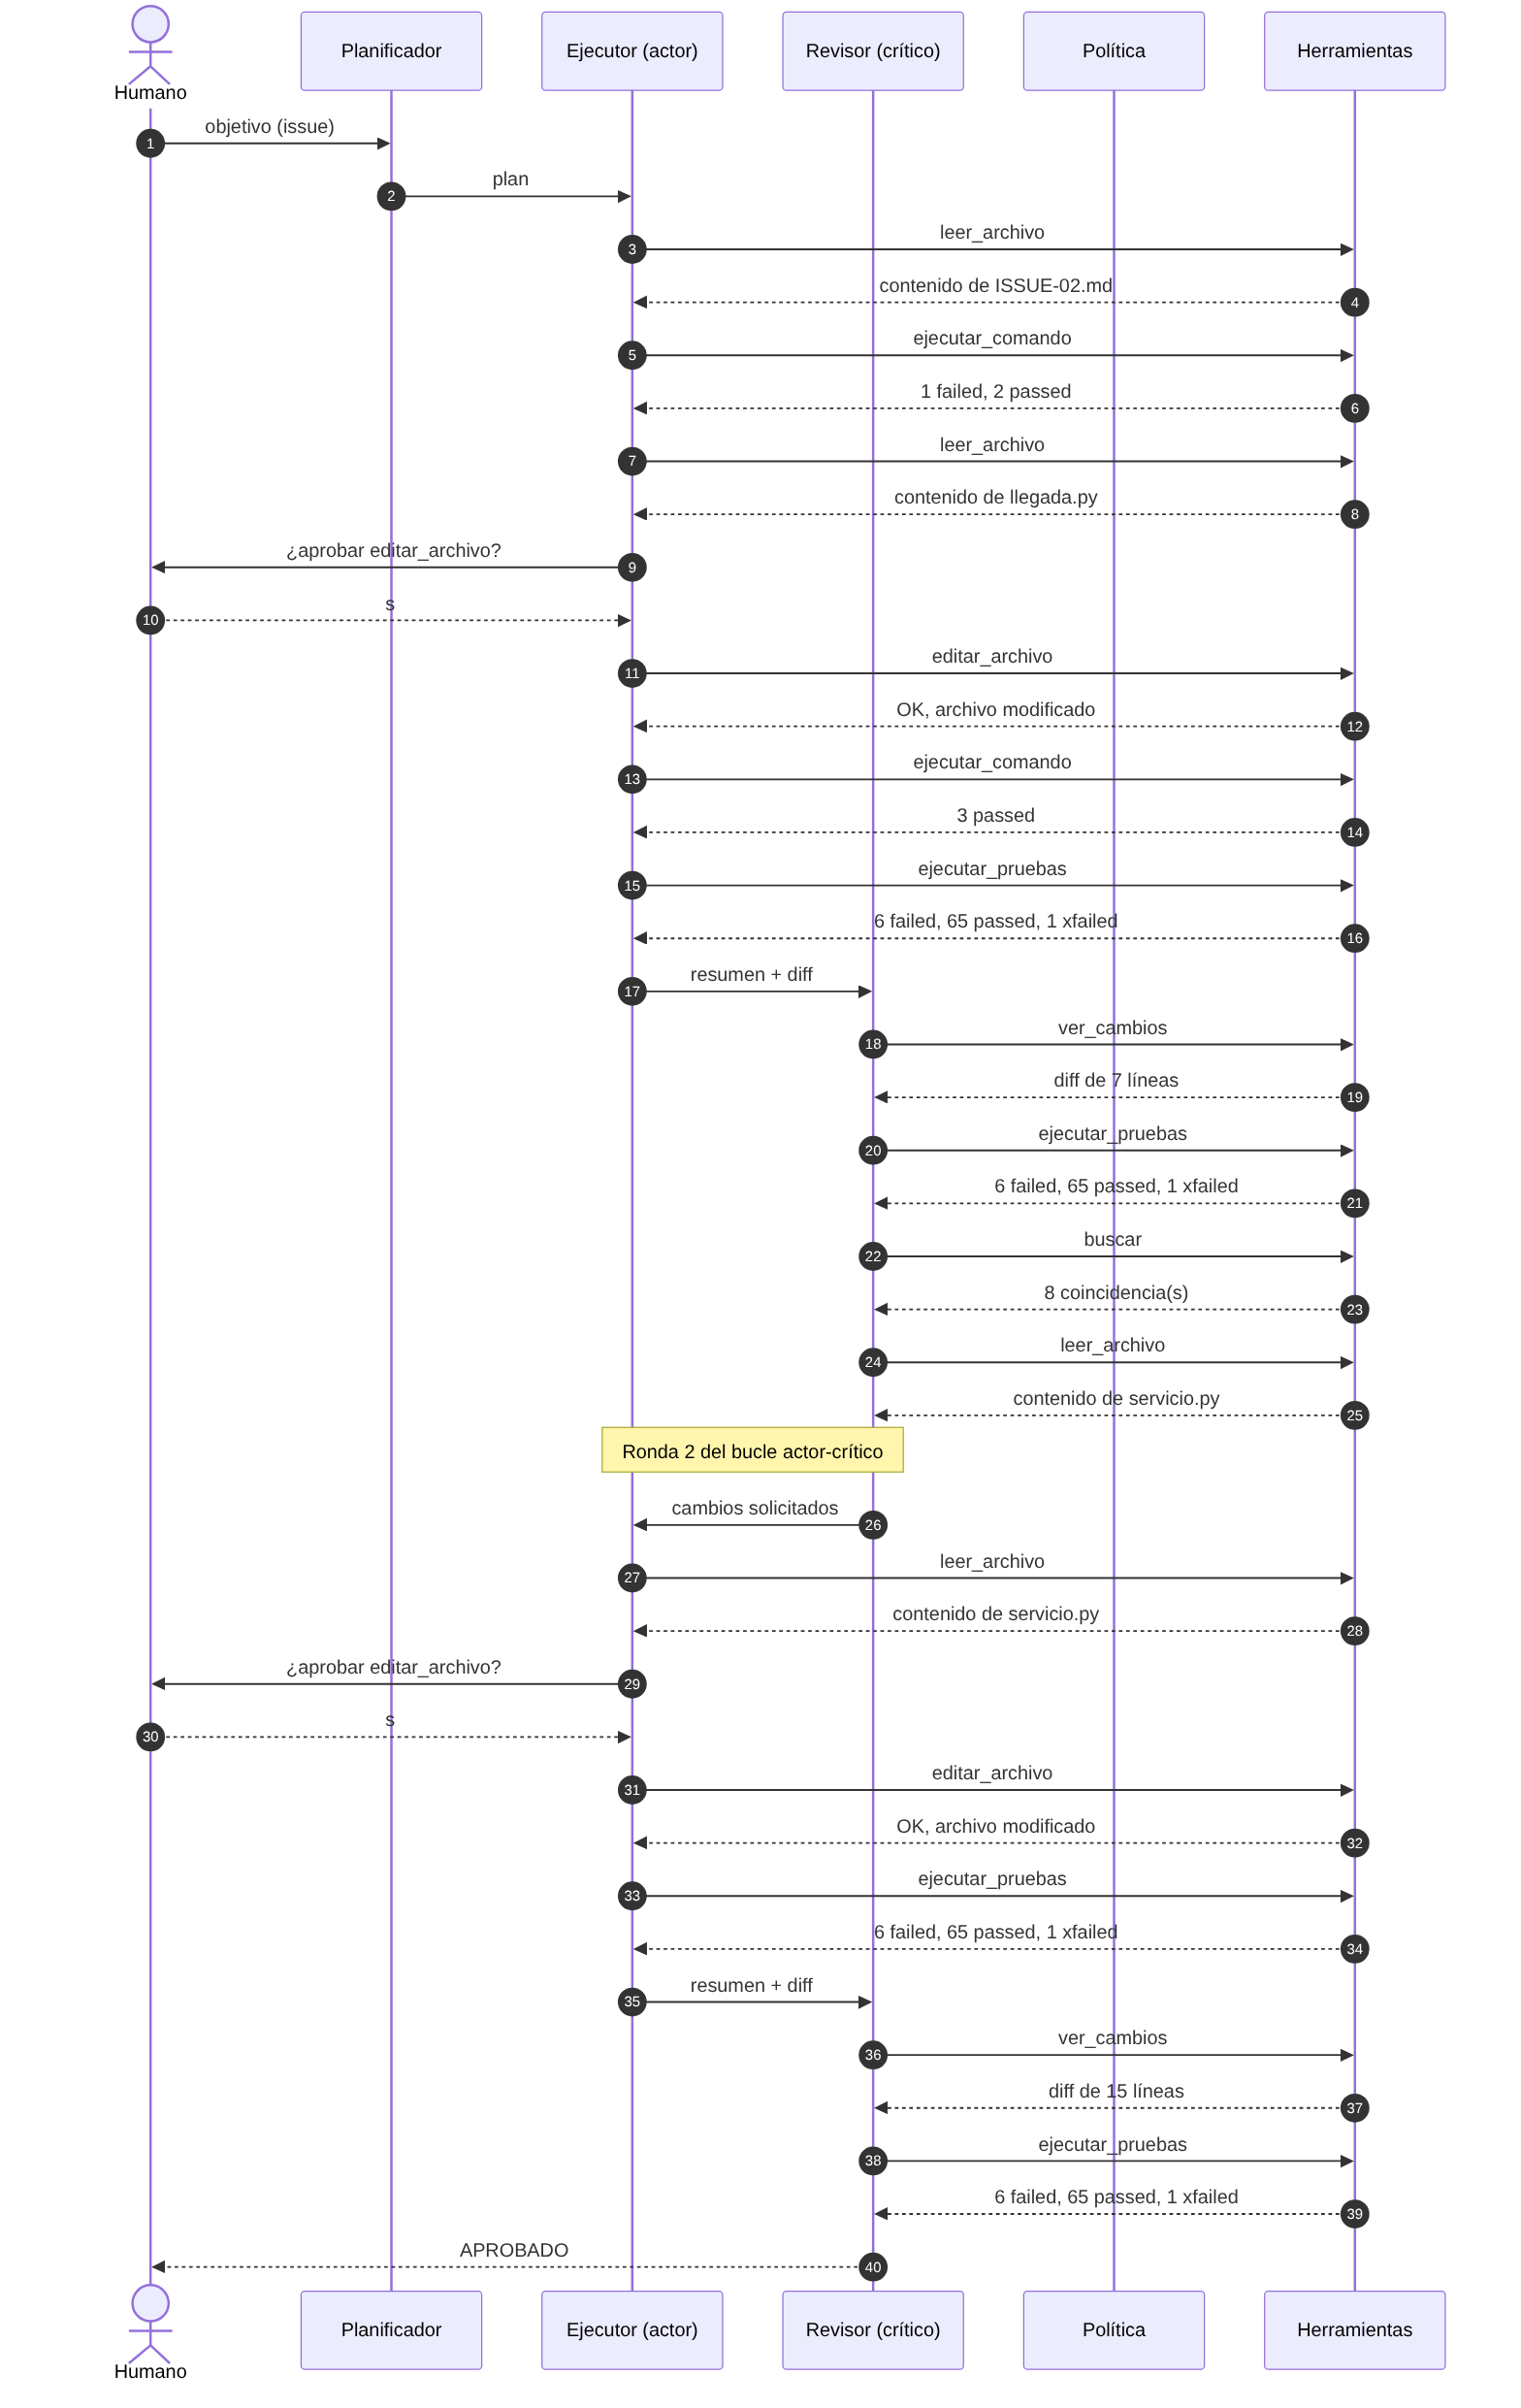 Humano
Planificador
Ejecutor (actor)
Revisor (crítico)
Política
Herramientas
1
objetivo (issue)
2
plan
3
leer_archivo
contenido de ISSUE-02.md
4
5
ejecutar_comando
1 failed, 2 passed
6
7
leer_archivo
contenido de llegada.py
8
¿aprobar editar_archivo?
9
10
s
11
editar_archivo
OK, archivo modificado
12
13
ejecutar_comando
3 passed
14
15
ejecutar_pruebas
6 failed, 65 passed, 1 xfailed
16
17
resumen + diff
18
ver_cambios
diff de 7 líneas
19
20
ejecutar_pruebas
6 failed, 65 passed, 1 xfailed
21
22
buscar
8 coincidencia(s)
23
24
leer_archivo
contenido de servicio.py
25
Ronda 2 del bucle actor-crítico
cambios solicitados
26
27
leer_archivo
contenido de servicio.py
28
¿aprobar editar_archivo?
29
30
s
31
editar_archivo
OK, archivo modificado
32
33
ejecutar_pruebas
6 failed, 65 passed, 1 xfailed
34
35
resumen + diff
36
ver_cambios
diff de 15 líneas
37
38
ejecutar_pruebas
6 failed, 65 passed, 1 xfailed
39
APROBADO
40
Humano
Planificador
Ejecutor (actor)
Revisor (crítico)
Política
Herramientas